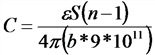 C = εS(n-1) / 4π(b*9*10¹¹)